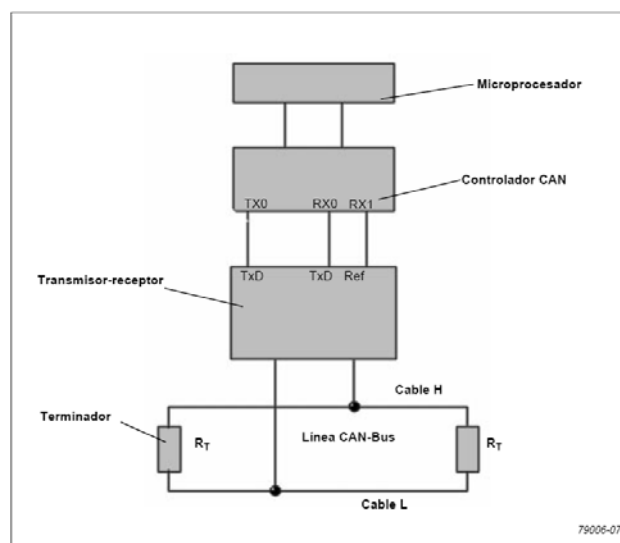 Microprocesador
Controlador CAN
TX0 RX0 RX1
Transmisor-receptor
TxD TxD Ref
Cable H
Terminador
RT
Línea CAN-Bus
RT
Cable L
79006-07